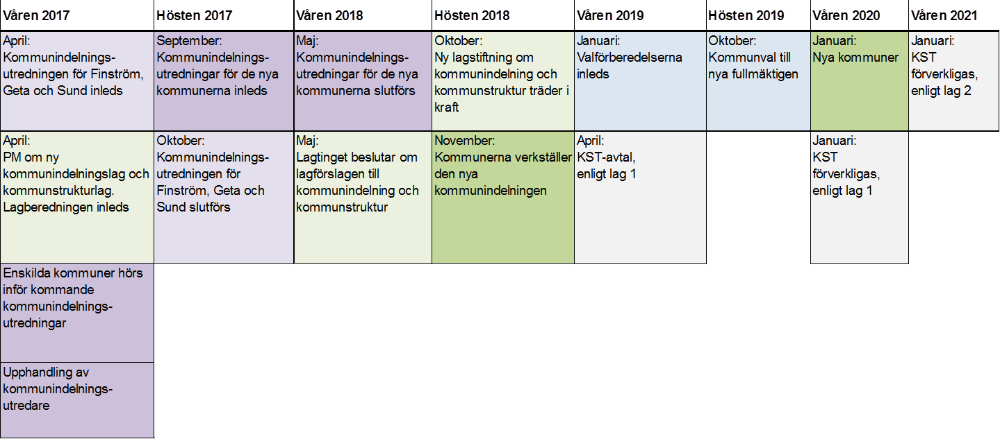 Våren 2017
Hösten 2017
Våren 2018
Hösten 2018
Våren 2019
Hösten 2019
Våren 2020
Våren 2021
April:
Kommunindelnings-
utredningen för Finström,
Geta och Sund inleds
September:
Kommunindelnings-
utredningar för de nya
kommunerna inleds
Maj:
Kommunindelnings-
utredningar för de nya
kommunerna slutförs
Oktober:
Ny lagstiftning om
kommunindelning och
kommunstruktur träder i
kraft
Januari:
Valförberedelserna
inleds
Oktober:
Kommunval till
nya fullmäktigen
Januari:
Nya kommuner
Januari:
KST
förverkligas,
enligt lag 2
April:
PM om ny
kommunindelningslag och
kommunstrukturlag.
Lagberedningen inleds
Oktober:
Kommunindelnings-
utredningen för
Finström, Geta och
Sund slutförs
Maj:
Lagtinget beslutar om
lagförslagen till
kommunindelning och
kommunstruktur
November:
Kommunerna verkställer
den nya
kommunindelningen
April:
KST-avtal,
enligt lag 1
Januari:
KST
förverkligas,
enligt lag 1
Enskilda kommuner hörs
inför kommande
kommunindelnings-
utredningar
Upphandling av
kommunindelnings-
utredare